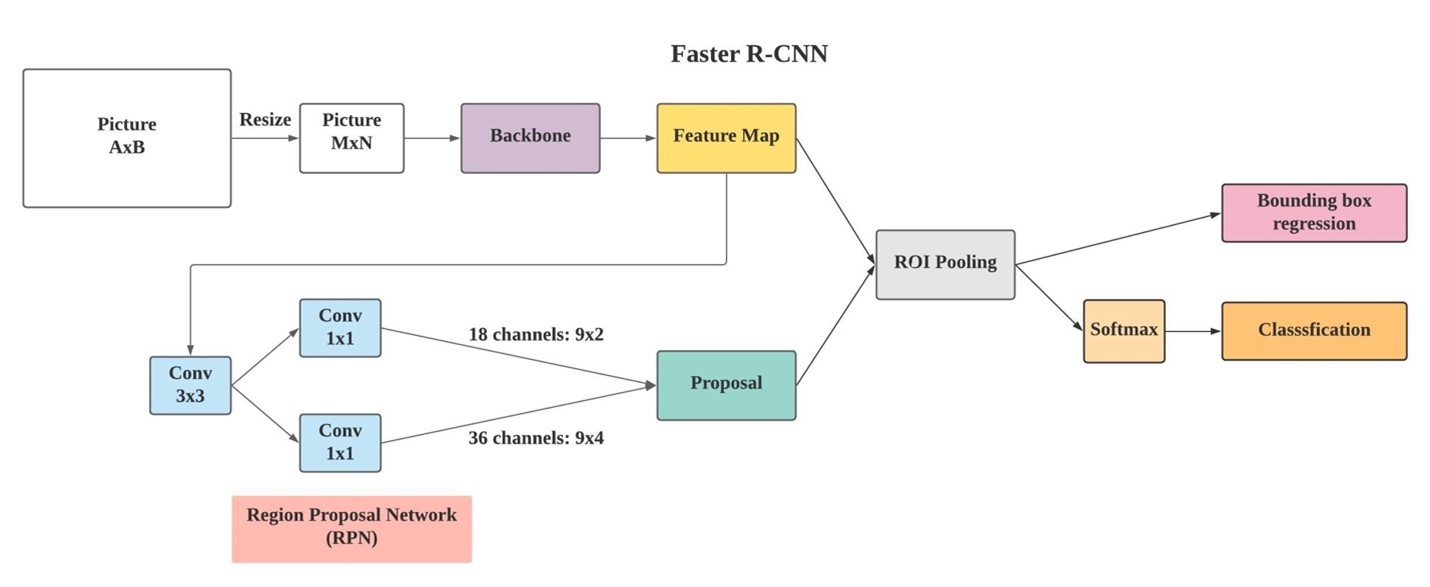 Faster R-CNN
Picture
AxB
Resize
Picture
MxN
Backbone
Feature Map
ROI Pooling
Bounding box
regression
Softmax
Classsfication
Conv
3x3
Conv
1x1
18 channels: 9x2
Conv
1x1
36 channels: 9x4
Proposal
Region Proposal Network
(RPN)